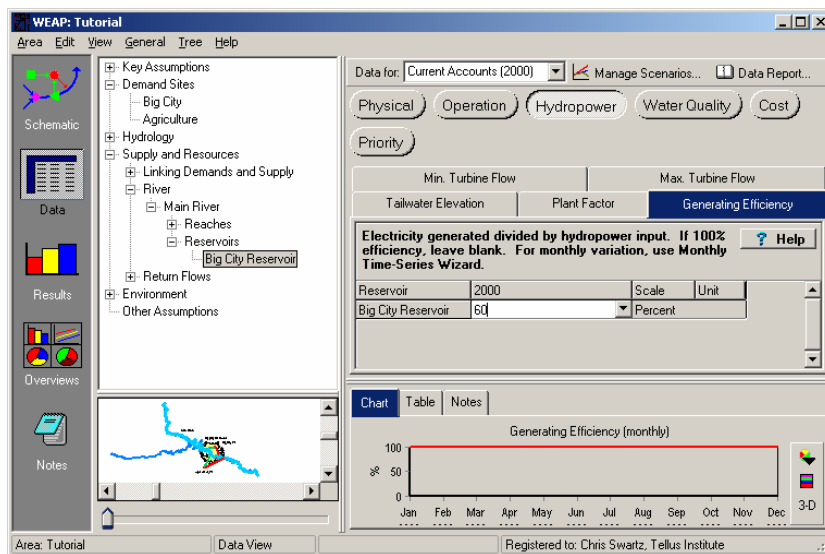 WEAP: Tutorial
Area Edit View General Tree Help
Schematic
Data
Results
Overviews
Notes
Key Assumptions
Demand Sites
Big City
Agriculture
Hydrology
Supply and Resources
Linking Demands and Supply
River
Main River
Reaches
Reservoirs
Big City Reservoir
Return Flows
Environment
Other Assumptions
Data for: Current Accounts (2000) Manage Scenarios... Data Report...
Physical Operation Hydropower Water Quality Cost
Priority
Min. Turbine Flow Max. Turbine Flow
Tailwater Elevation Plant Factor Generating Efficiency
Electricity generated divided by hydropower input. If 100%
efficiency, leave blank. For monthly variation, use Monthly
Time-Series Wizard.
? Help
Reservoir 2000 Scale Unit
Big City Reservoir 60 Percent
Chart Table Notes
Generating Efficiency (monthly)
100
% 50
0
Jan Feb Mar Apr May Jun Jul Aug Sep Oct Nov Dec
3-D
Area: Tutorial Data View Registered to: Chris Swartz, Tellus Institute